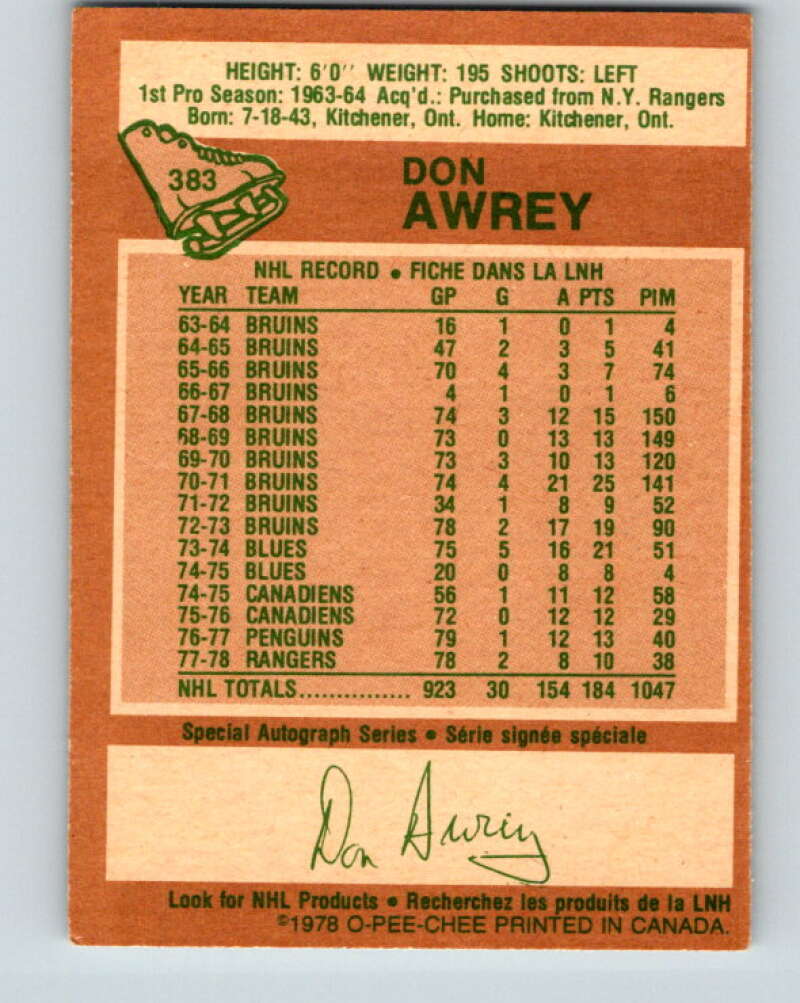 HEIGHT: 6'0'' WEIGHT: 195 SHOOTS: LEFT
1st Pro Season: 1963-64 Acq'd.: Purchased from N.Y. Rangers
Born: 7-18-43, Kitchener, Ont. Home: Kitchener, Ont.
383
DON
AWREY
NHL RECORD • FICHE DANS LA LNH
YEAR TEAM GP G A PTS PIM
63-64 BRUINS 16 1 0 1 4
64-65 BRUINS 47 2 3 5 41
65-66 BRUINS 70 4 3 7 74
66-67 BRUINS 4 1 0 1 6
67-68 BRUINS 74 3 12 15 150
68-69 BRUINS 73 0 13 13 149
69-70 BRUINS 73 3 10 13 120
70-71 BRUINS 74 4 21 25 141
71-72 BRUINS 34 1 8 9 52
72-73 BRUINS 78 2 17 19 90
73-74 BLUES 75 5 16 21 51
74-75 BLUES 20 0 8 8 4
74-75 CANADIENS 56 1 11 12 58
75-76 CANADIENS 72 0 12 12 29
76-77 PENGUINS 79 1 12 13 40
77-78 RANGERS 78 2 8 10 38
NHL TOTALS............... 923 30 154 184 1047
Special Autograph Series • Série signée spéciale
Don Awrey
Look for NHL Products • Recherchez les produits de la LNH
©1978 O-PEE-CHEE PRINTED IN CANADA.